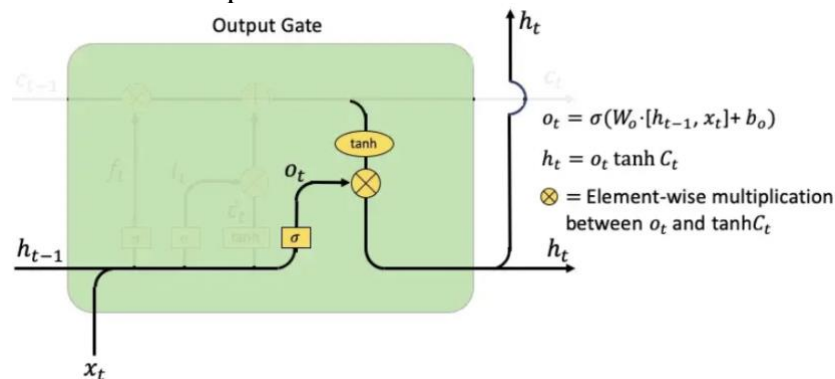 Output Gate
h_t
C_{t-1}
C_t
o_t = σ(W_o·[h_{t-1}, x_t]+ b_o)
tanh
h_t = o_t tanh C_t
f_t
i_t
o_t
⊗ = Element-wise multiplication
between o_t and tanhC_t
C̃_t
σ
σ
tanh
σ
h_{t-1}
h_t
x_t